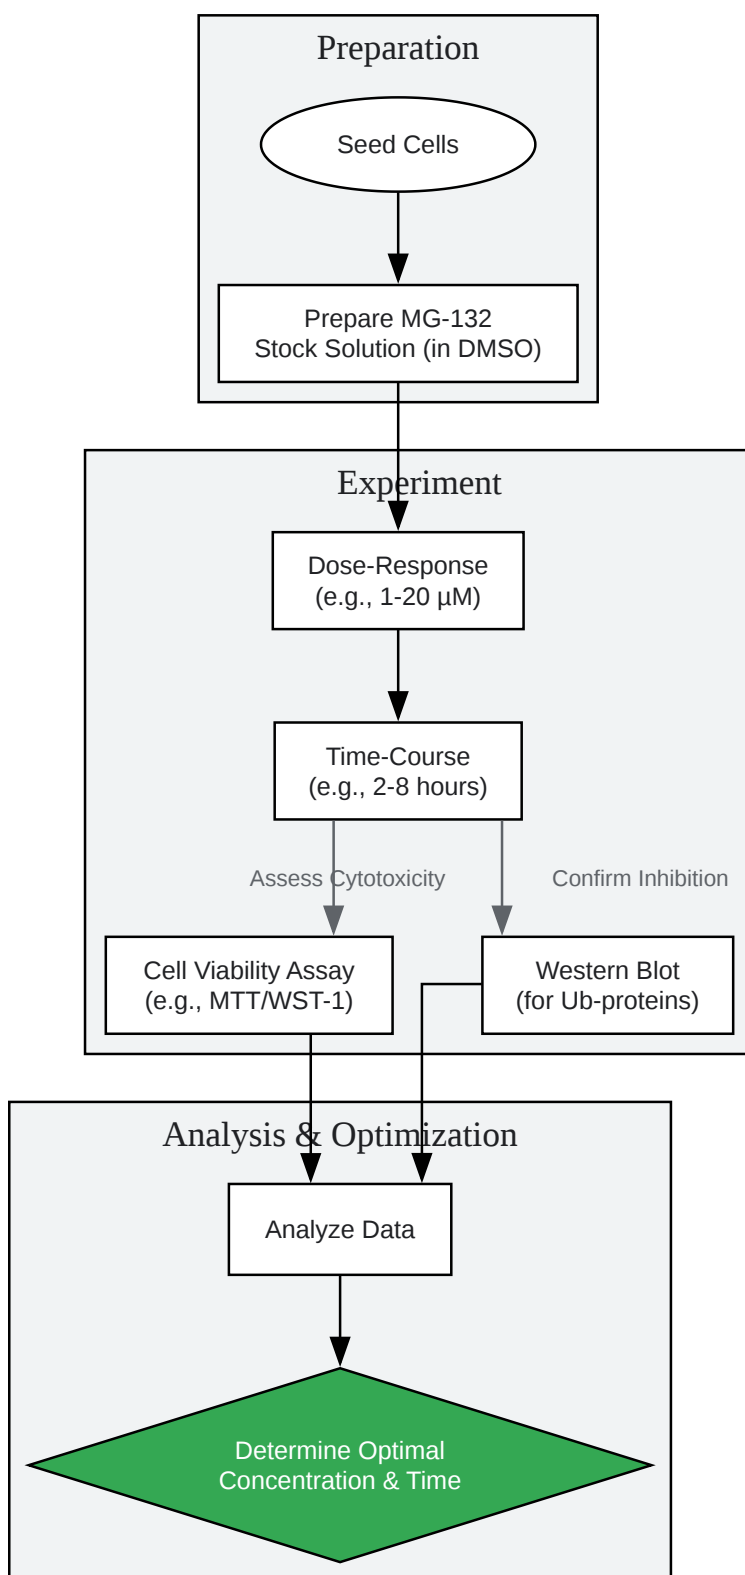 Preparation
Seed Cells
Prepare MG-132
Stock Solution (in DMSO)
Experiment
Dose-Response
(e.g., 1-20 µM)
Time-Course
(e.g., 2-8 hours)
Assess Cytotoxicity
Confirm Inhibition
Cell Viability Assay
(e.g., MTT/WST-1)
Western Blot
(for Ub-proteins)
Analysis & Optimization
Analyze Data
Determine Optimal
Concentration & Time